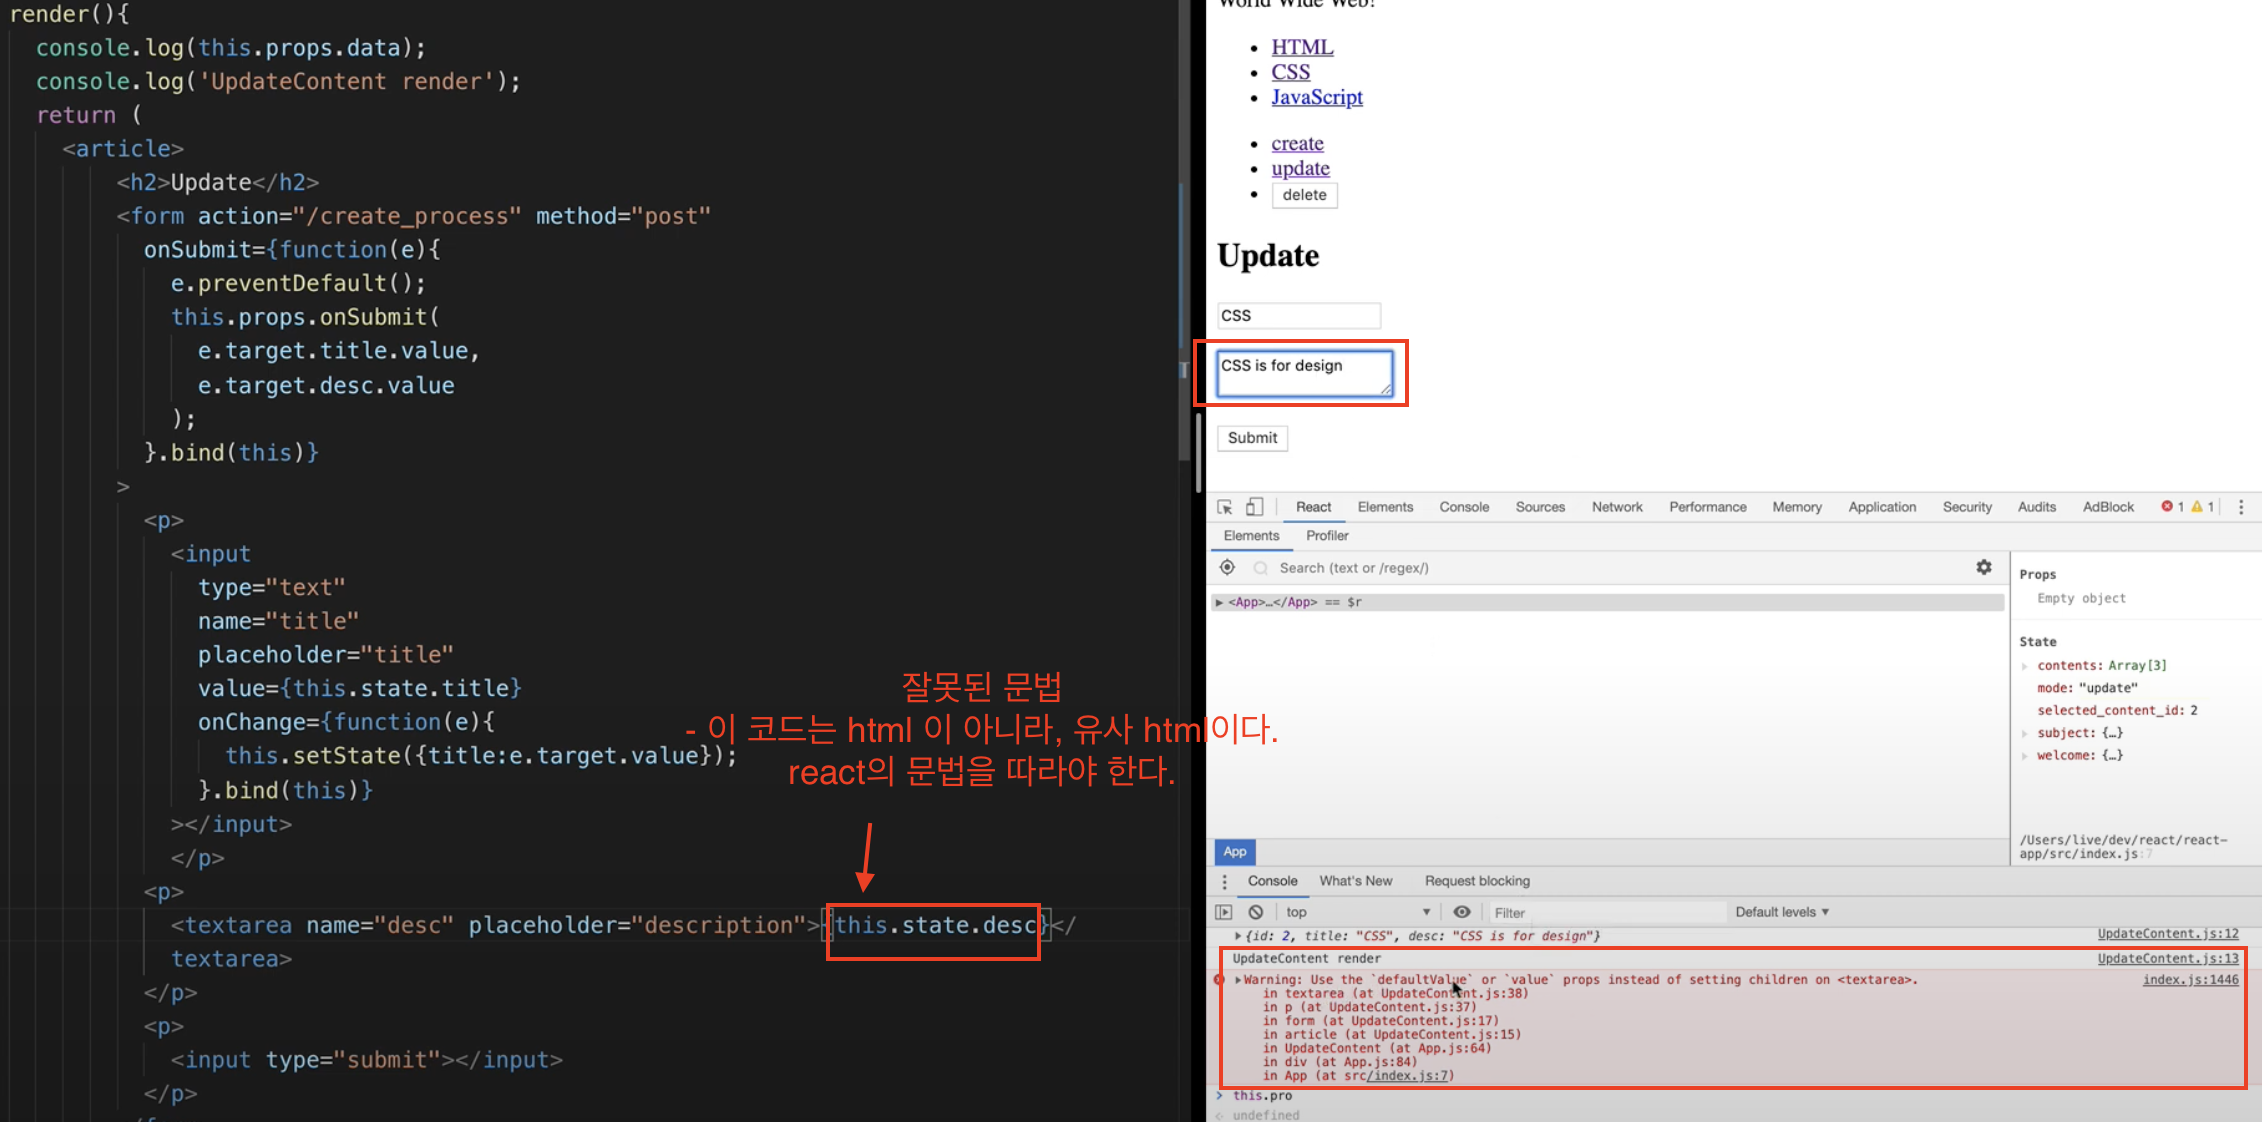 render(){
console.log(this.props.data);
console.log('UpdateContent render');
return (
<article>
<h2>Update</h2>
<form action="/create_process" method="post"
onSubmit={function(e){
e.preventDefault();
this.props.onSubmit(
e.target.title.value,
e.target.desc.value
);
}.bind(this)}
>
<p>
<input
type="text"
name="title"
placeholder="title"
value={this.state.title}
onChange={function(e){
this.setState({title:e.target.value});
}.bind(this)}
></input>
</p>
<p>
<textarea name="desc" placeholder="description">{this.state.desc}</
textarea>
</p>
<p>
<input type="submit"></input>
</p>
잘못된 문법
- 이 코드는 html 이 아니라, 유사 html이다.
react의 문법을 따라야 한다.
World Wide Web!
• HTML
• CSS
• JavaScript
• create
• update
• delete
Update
CSS
CSS is for design
Submit
React Elements Console Sources Network Performance Memory Application Security Audits AdBlock 1 1
Elements Profiler
Search (text or /regex/)
<App>…</App> == $r
Props
Empty object
State
contents: Array[3]
mode: "update"
selected_content_id: 2
subject: {…}
welcome: {…}
/Users/live/dev/react/react-
app/src/index.js:7
App
Console What's New Request blocking
top Filter Default levels
{id: 2, title: "CSS", desc: "CSS is for design"} UpdateContent.js:12
UpdateContent render UpdateContent.js:13
Warning: Use the `defaultValue` or `value` props instead of setting children on <textarea>. index.js:1446
in textarea (at UpdateContent.js:38)
in p (at UpdateContent.js:37)
in form (at UpdateContent.js:17)
in article (at UpdateContent.js:15)
in UpdateContent (at App.js:64)
in div (at App.js:84)
in App (at src/index.js:7)
> this.pro
undefined